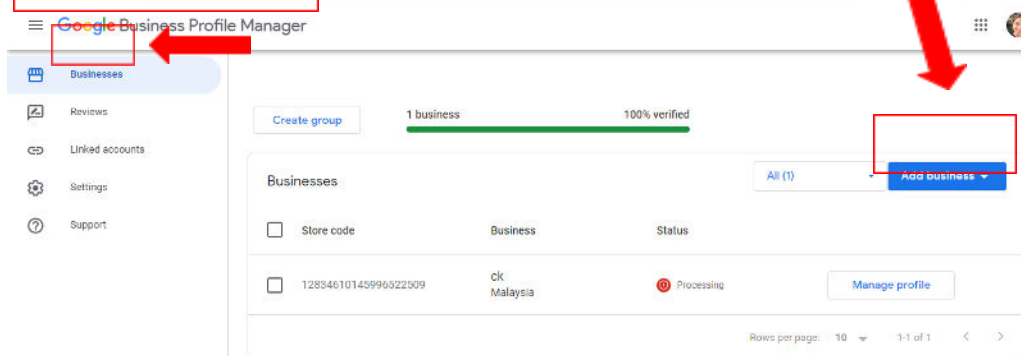 Google Business Profile Manager
Businesses
Reviews
Linked accounts
Settings
Support
Create group
1 business
100% verified
Businesses
All (1)
Add business
Store code
Business
Status
12834610145996522509
ck
Malaysia
Processing
Manage profile
Rows per page: 10
1-1 of 1